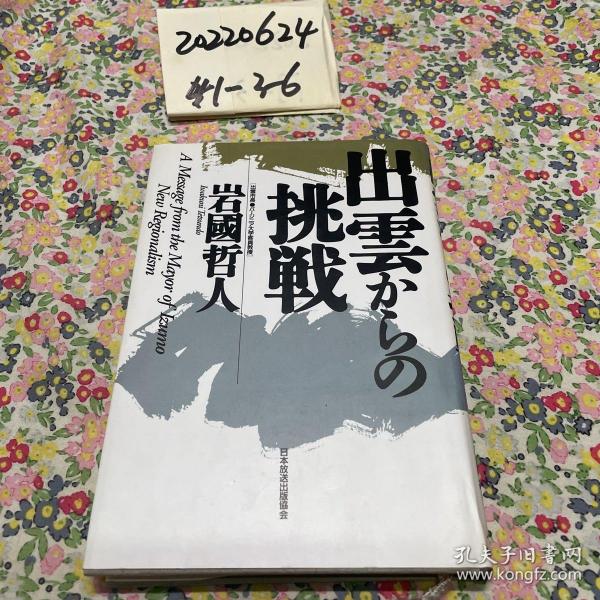 20220624
#1-26
出雲からの
挑戦
岩國哲人
Iwakuni Tetsundo
A Message from the Mayor of Izumo
New Regionalism
日本放送出版協会
孔夫子旧书网
www.kongfz.com